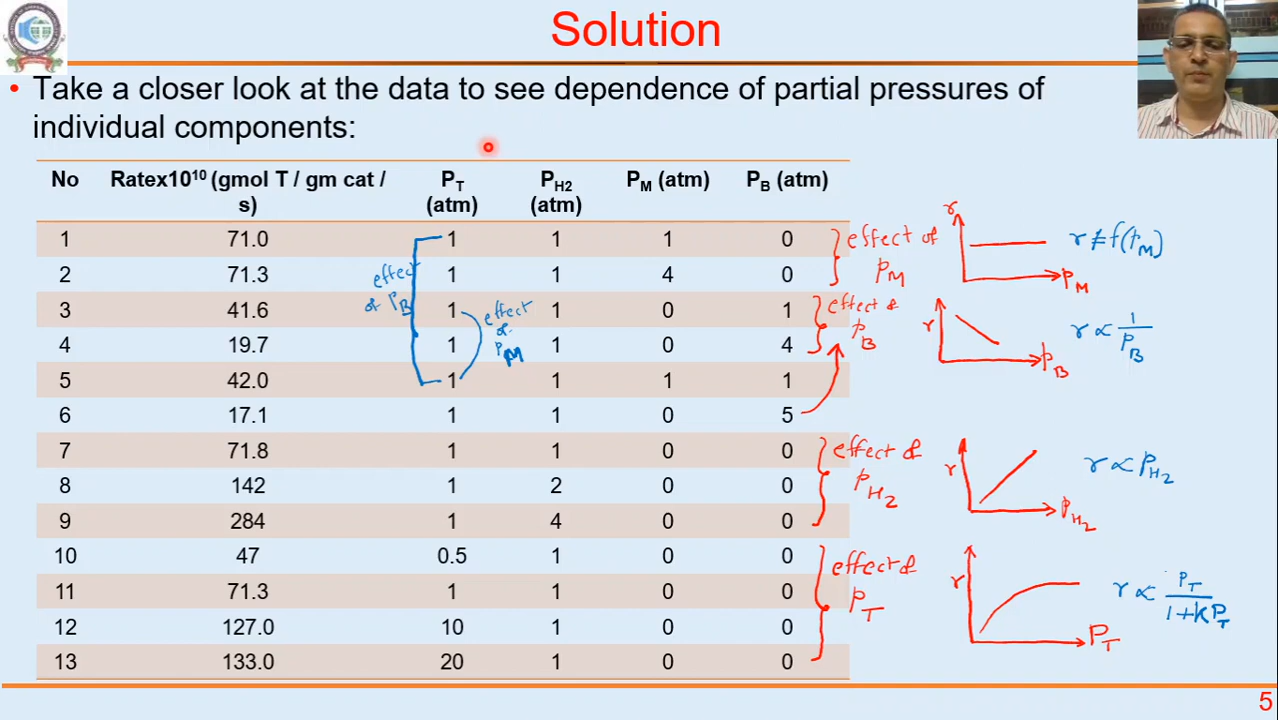 Solution
• Take a closer look at the data to see dependence of partial pressures of
individual components:
No Ratex10¹⁰ (gmol T / gm cat / s) P_T (atm) P_H2 (atm) P_M (atm) P_B (atm)
1 71.0 1 1 1 0
2 71.3 1 1 4 0
3 41.6 1 1 0 1
4 19.7 1 1 0 4
5 42.0 1 1 1 1
6 17.1 1 1 0 5
7 71.8 1 1 0 0
8 142 1 2 0 0
9 284 1 4 0 0
10 47 0.5 1 0 0
11 71.3 1 1 0 0
12 127.0 10 1 0 0
13 133.0 20 1 0 0
effect
of P_B
effect
of
P_M
effect of
P_M
r
P_M
r ≠ f(P_M)
effect of
P_B
r
P_B
r ∝ 1/P_B
effect of
P_H2
r
P_H2
r ∝ P_H2
effect of
P_T
r
P_T
r ∝ P_T/(1+KP_T)
5